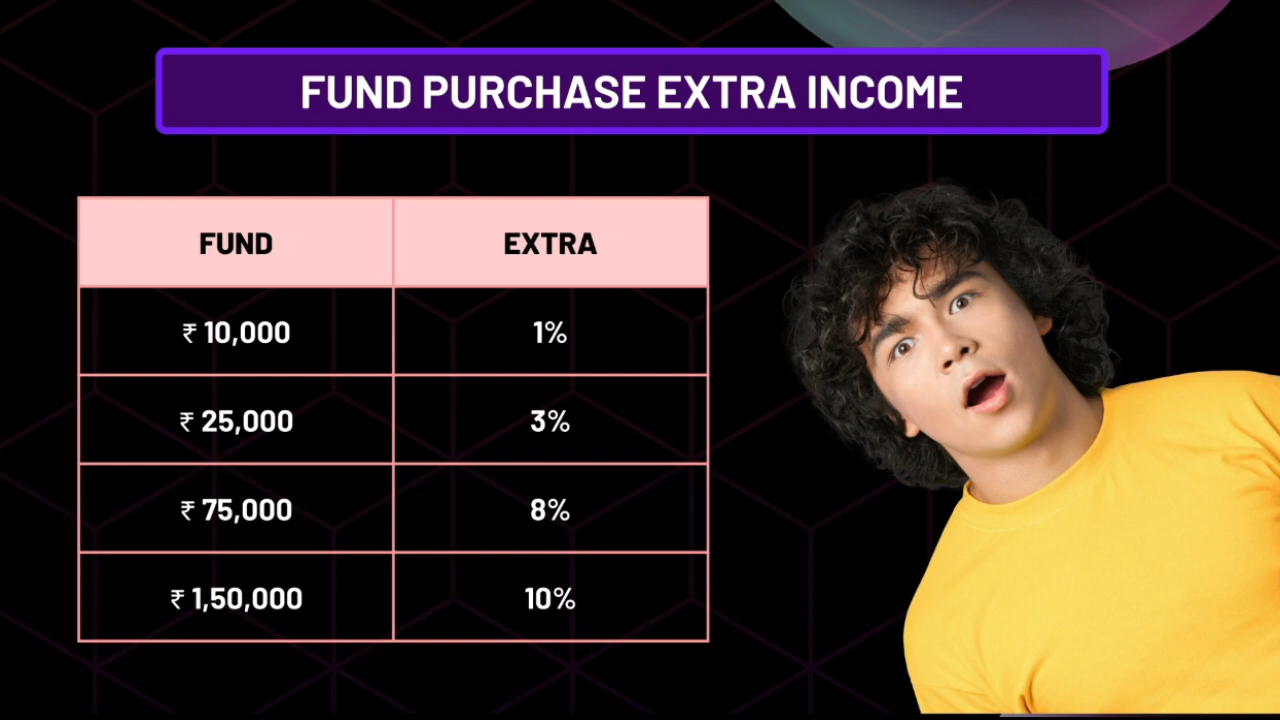 FUND PURCHASE EXTRA INCOME
FUND EXTRA
₹ 10,000 1%
₹ 25,000 3%
₹ 75,000 8%
₹ 1,50,000 10%